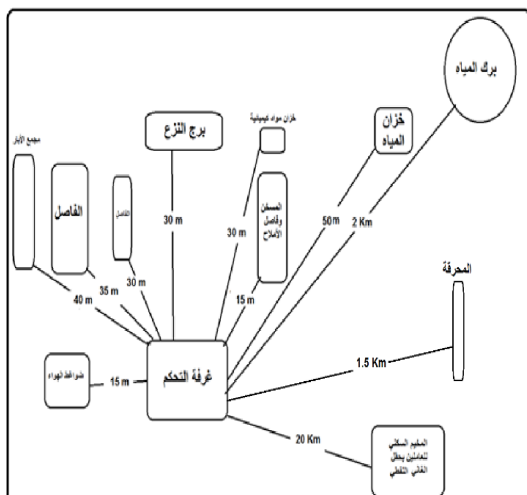 برك المياه
خزان
المياه
خزان مواد كيميائية
برج النزع
مجمع الآبار
الفاصل
الفاصل
المسخن
وفاصل
الأملاح
30 m
30 m
50m
2 Km
15 m
30 m
35 m
40 m
المحرقة
1.5 Km
غرفة التحكم
15 m
ضواغط الهواء
20 Km
المخيم السكني
للعاملين بحقل
الغاني النفطي